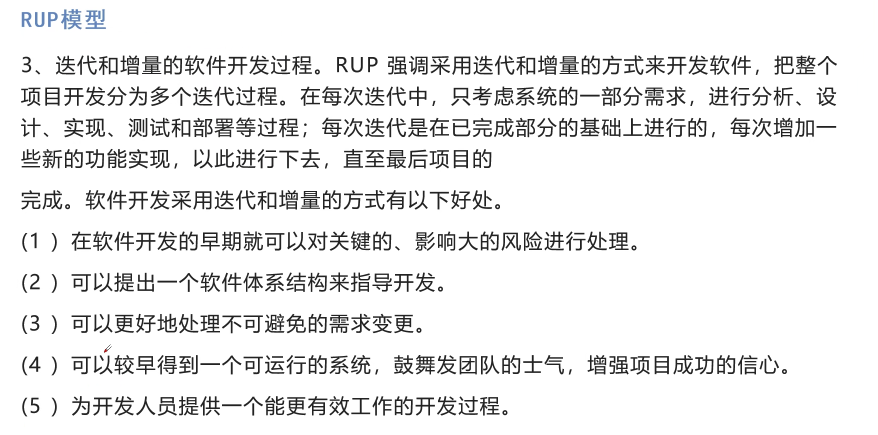 RUP模型
3、迭代和增量的软件开发过程。RUP 强调采用迭代和增量的方式来开发软件，把整个
项目开发分为多个迭代过程。在每次迭代中，只考虑系统的一部分需求，进行分析、设
计、实现、测试和部署等过程；每次迭代是在已完成部分的基础上进行的，每次增加一
些新的功能实现，以此进行下去，直至最后项目的
完成。软件开发采用迭代和增量的方式有以下好处。
(1 ）在软件开发的早期就可以对关键的、影响大的风险进行处理。
(2 ）可以提出一个软件体系结构来指导开发。
(3 ）可以更好地处理不可避免的需求变更。
(4 ）可以较早得到一个可运行的系统，鼓舞发团队的士气，增强项目成功的信心。
(5 ）为开发人员提供一个能更有效工作的开发过程。